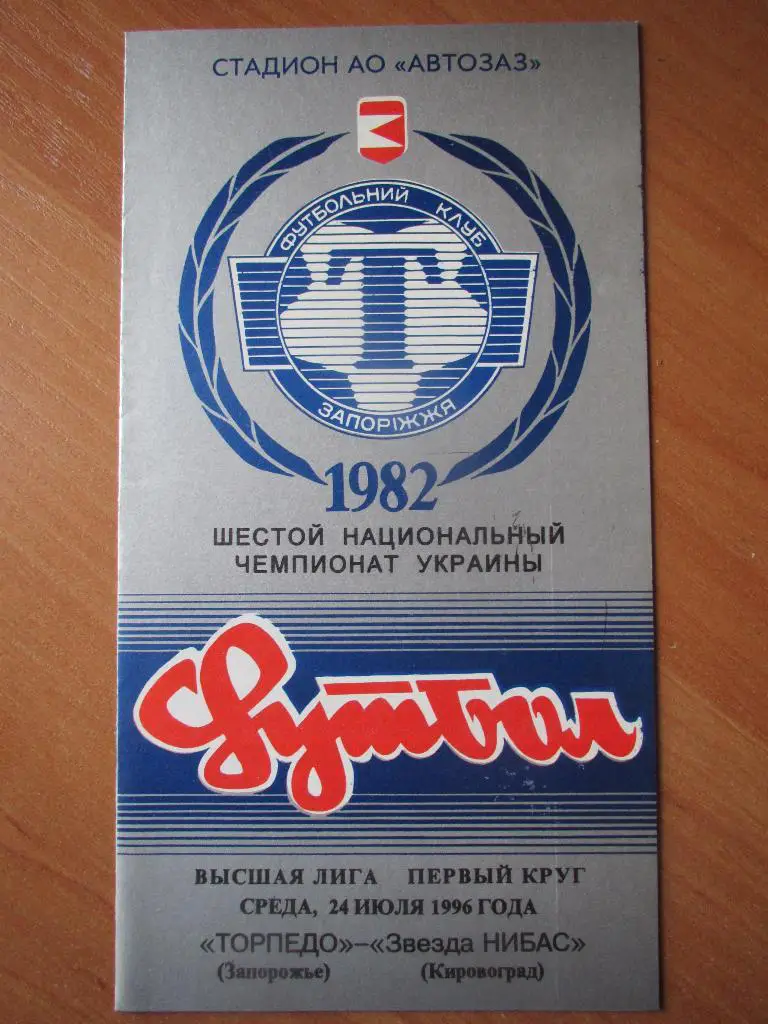 СТАДИОН АО «АВТОЗАЗ»
ФУТБОЛЬНИЙ КЛУБ
Т
ЗАПОРІЖЖЯ
1982
ШЕСТОЙ НАЦИОНАЛЬНЫЙ
ЧЕМПИОНАТ УКРАИНЫ
Футбол
ВЫСШАЯ ЛИГА ПЕРВЫЙ КРУГ
СРЕДА, 24 ИЮЛЯ 1996 ГОДА
«ТОРПЕДО»–«Звезда НИБАС»
(Запорожье) (Кировоград)